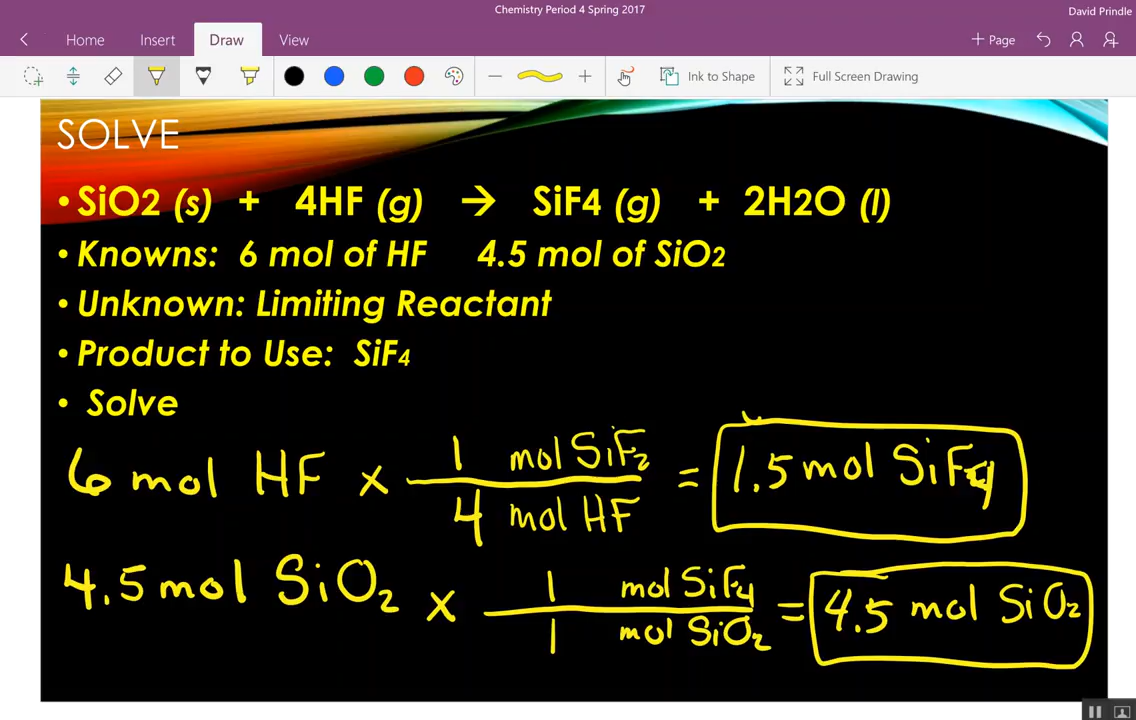 Chemistry Period 4 Spring 2017
David Prindle
Home Insert Draw View
+ Page
Ink to Shape
Full Screen Drawing
SOLVE
• SiO2 (s) + 4HF (g) → SiF4 (g) + 2H2O (l)
• Knowns: 6 mol of HF 4.5 mol of SiO2
• Unknown: Limiting Reactant
• Product to Use: SiF4
• Solve
6 mol HF x 1 mol SiF2 / 4 mol HF = 1.5 mol SiF4
4.5 mol SiO2 x 1 mol SiF4 / 1 mol SiO2 = 4.5 mol SiO2